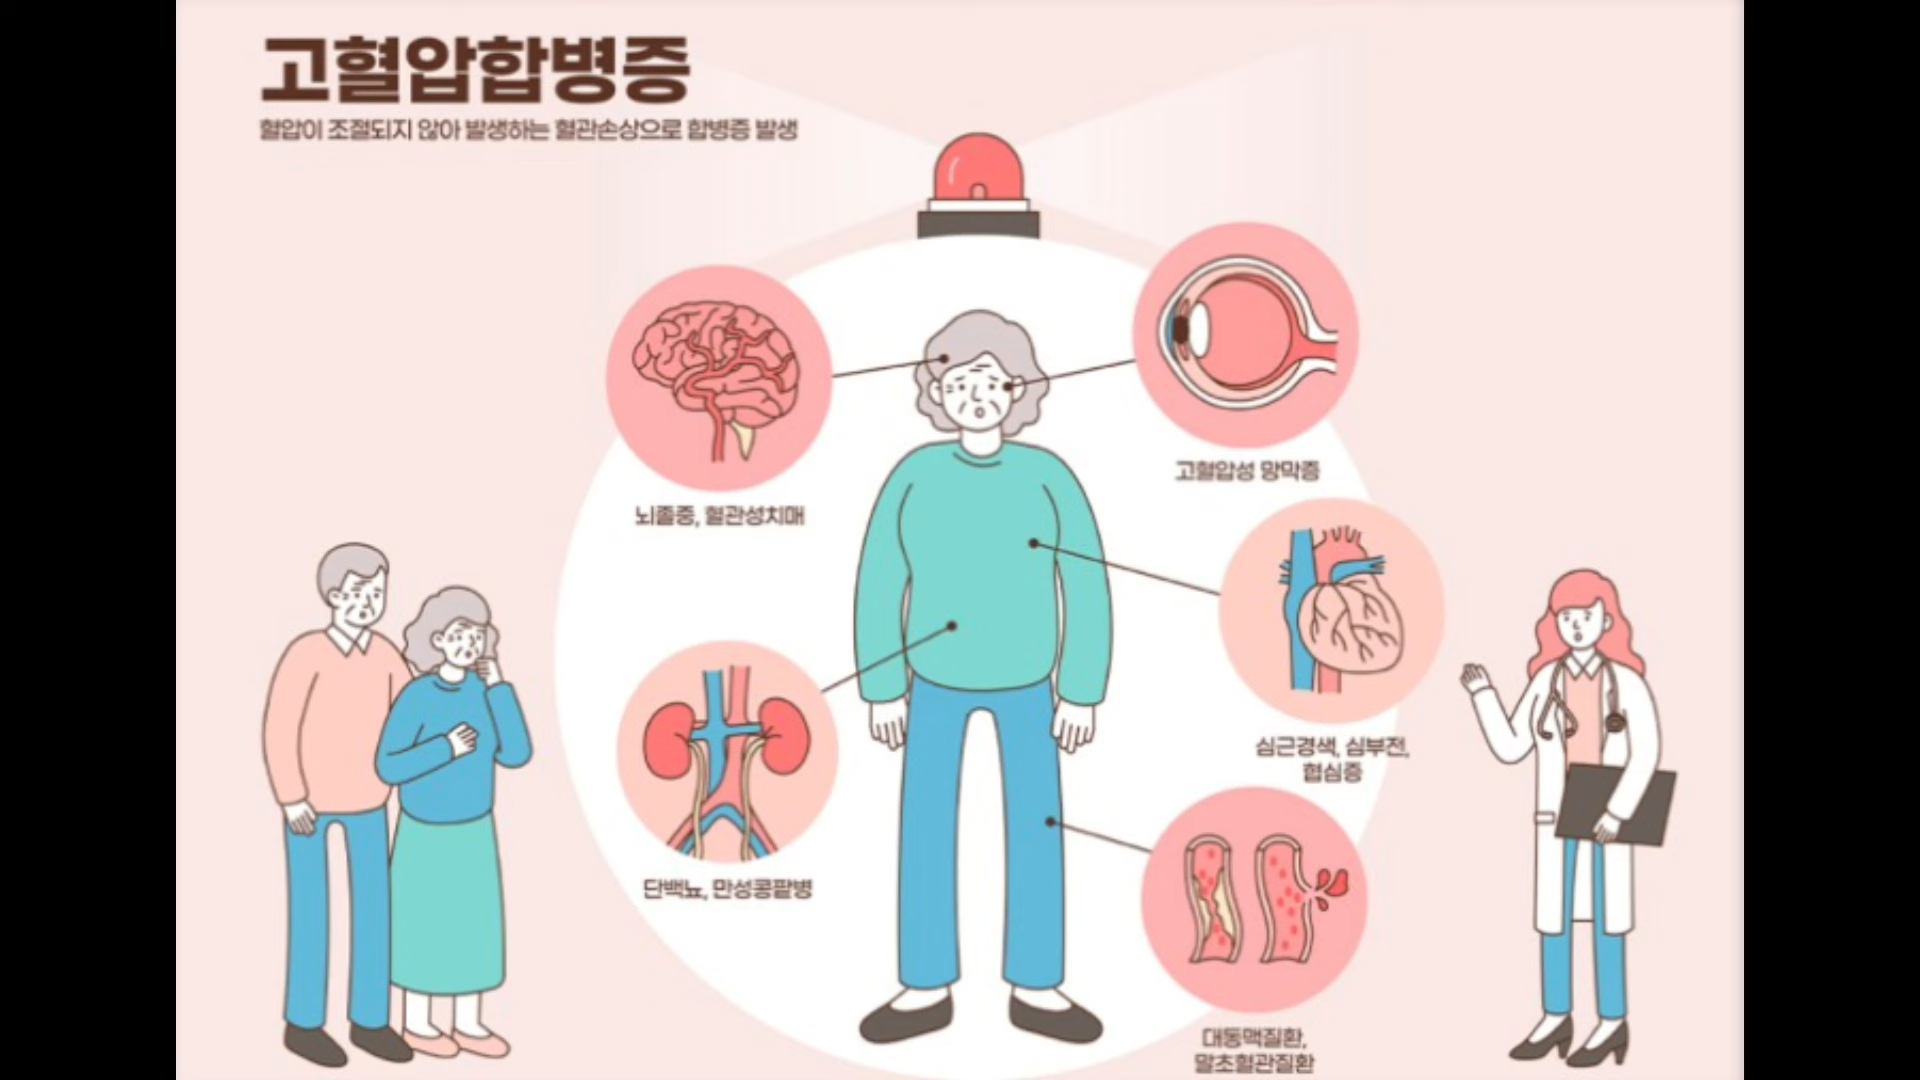 고혈압합병증
혈압이 조절되지 않아 발생하는 혈관손상으로 합병증 발생
뇌졸중, 혈관성치매
고혈압성 망막증
심근경색, 심부전,
협심증
단백뇨, 만성콩팥병
대동맥질환,
말초혈관질환